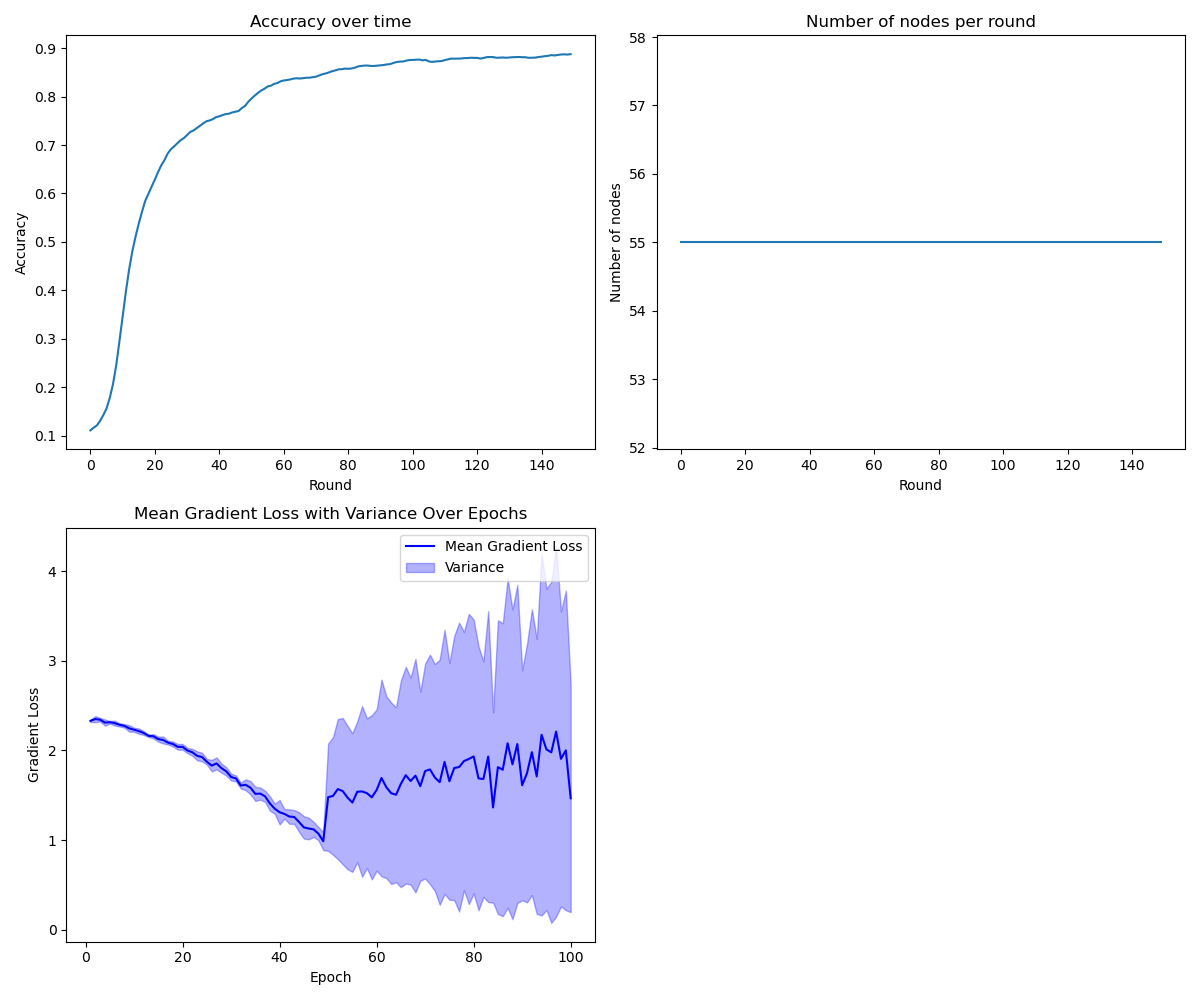 Accuracy over time
0.9
0.8
0.7
0.6
0.5
0.4
0.3
0.2
0.1
Accuracy
0 20 40 60 80 100 120 140
Round
Number of nodes per round
58
57
56
55
54
53
52
Number of nodes
0 20 40 60 80 100 120 140
Round
Mean Gradient Loss with Variance Over Epochs
Mean Gradient Loss
Variance
4
3
2
1
0
Gradient Loss
0 20 40 60 80 100
Epoch